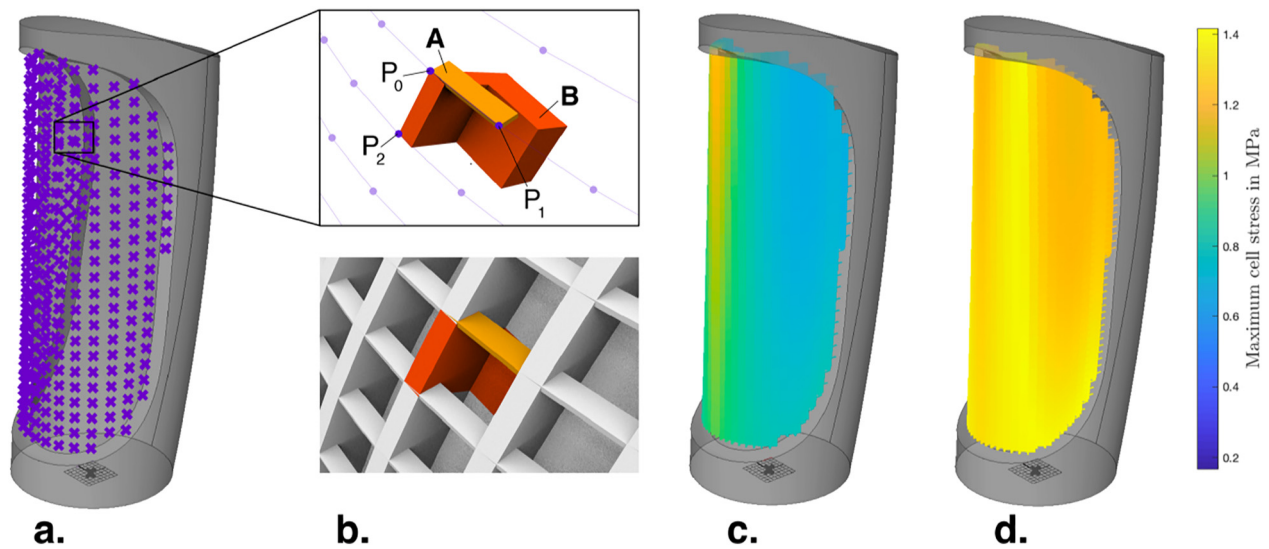 A
B
P0
P2
P1
1.4
1.2
1
0.8
0.6
0.4
0.2
Maximum cell stress in MPa
a.
b.
c.
d.